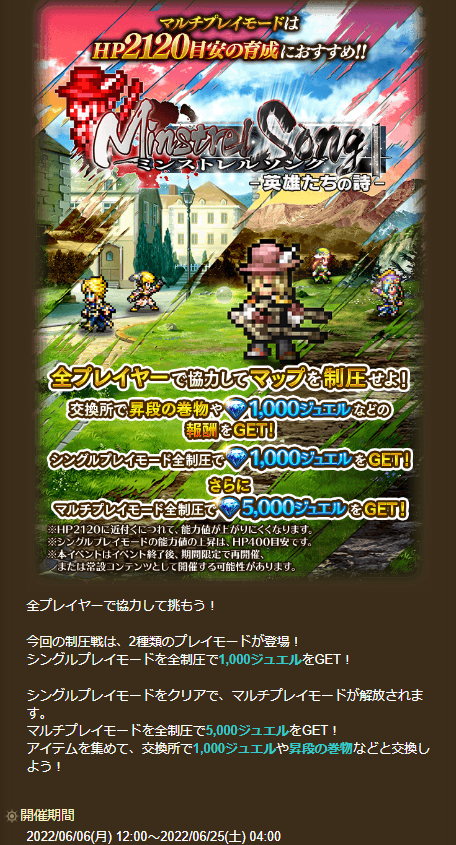 マルチプレイモードは
HP2120目安の育成におすすめ!!
Minstrel Song
ミンストレルソング
-英雄たちの詩-
全プレイヤーで協力してマップを制圧せよ!
交換所で昇段の巻物や1,000ジュエルなどの
報酬をGET!
シングルプレイモード全制圧で1,000ジュエルをGET!
さらに
マルチプレイモード全制圧で5,000ジュエルをGET!
※HP2120に近付くにつれて、能力値が上がりにくくなります。
※シングルプレイモードの能力値の上昇は、HP400目安です。
※本イベントはイベント終了後、期間限定で再開催、
または常設コンテンツとして開催する可能性があります。
全プレイヤーで協力して挑もう！
今回の制圧戦は、2種類のプレイモードが登場！
シングルプレイモードを全制圧で1,000ジュエルをGET！
シングルプレイモードをクリアで、マルチプレイモードが解放されま
す。
マルチプレイモードを全制圧で5,000ジュエルをGET！
アイテムを集めて、交換所で1,000ジュエルや昇段の巻物などと交換し
よう！
開催期間
2022/06/06(月) 12:00～2022/06/25(土) 04:00